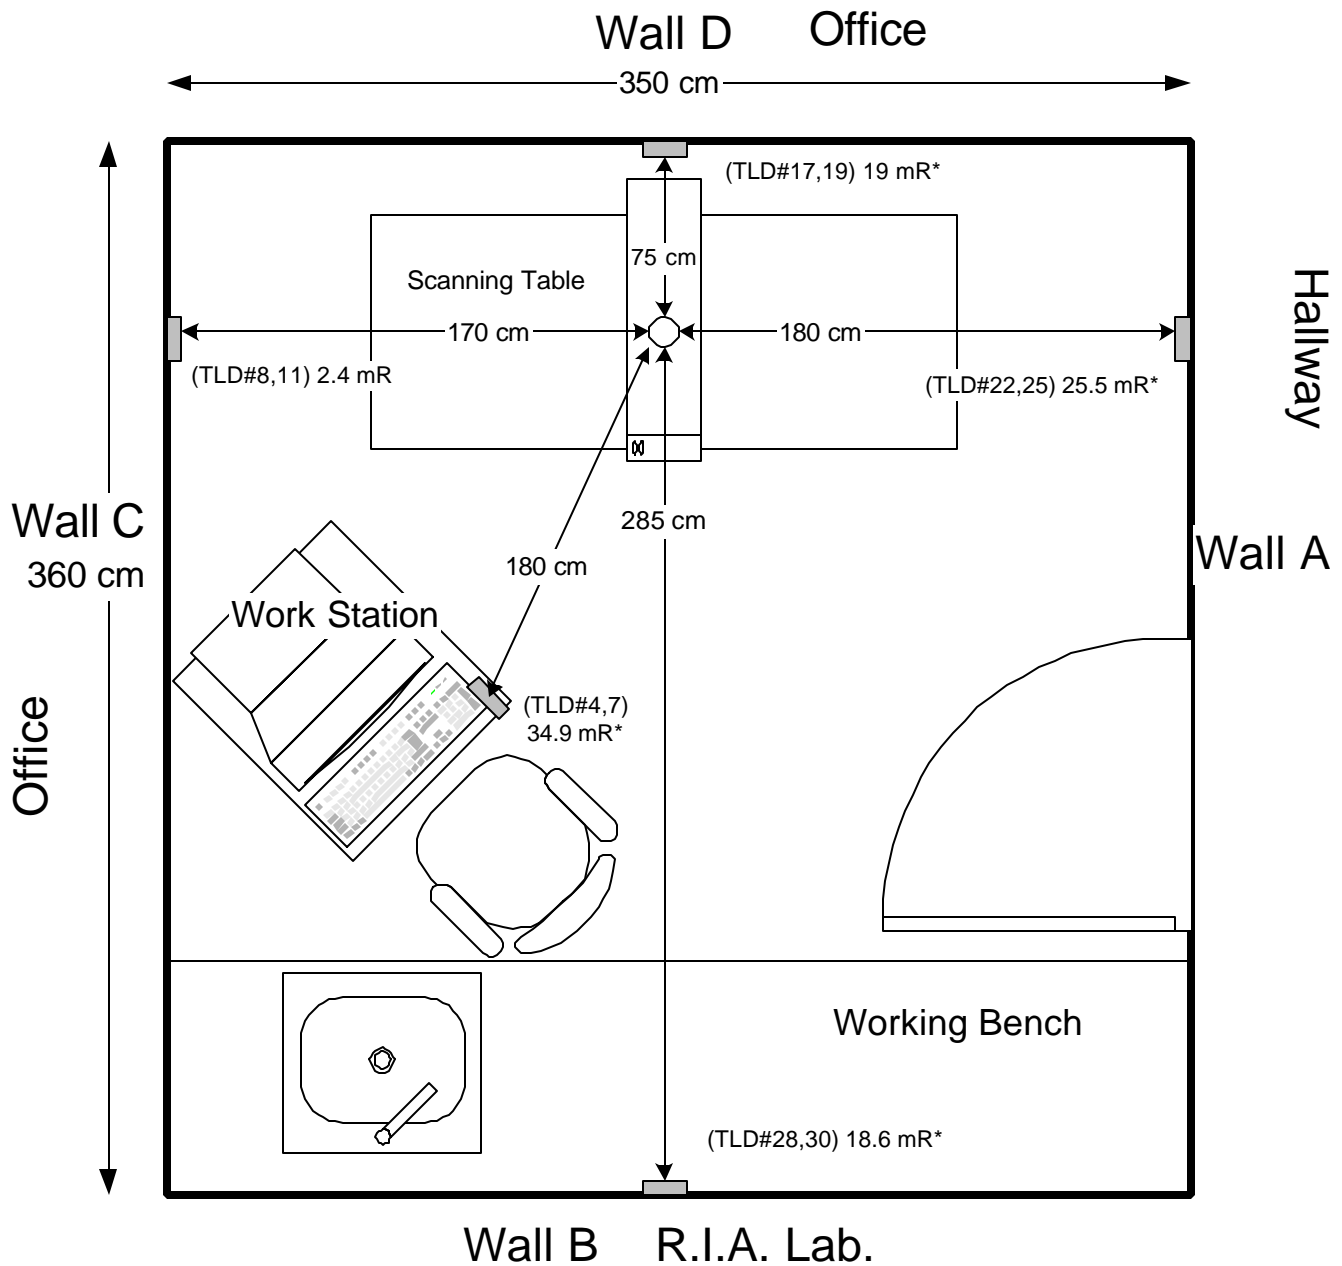 Wall D Office
350 cm
(TLD#17,19) 19 mR*
75 cm
Scanning Table
170 cm
180 cm
(TLD#8,11) 2.4 mR
(TLD#22,25) 25.5 mR*
Hallway
Wall C
360 cm
285 cm
Wall A
180 cm
Work Station
(TLD#4,7)
34.9 mR*
Office
Working Bench
(TLD#28,30) 18.6 mR*
Wall B R.I.A. Lab.